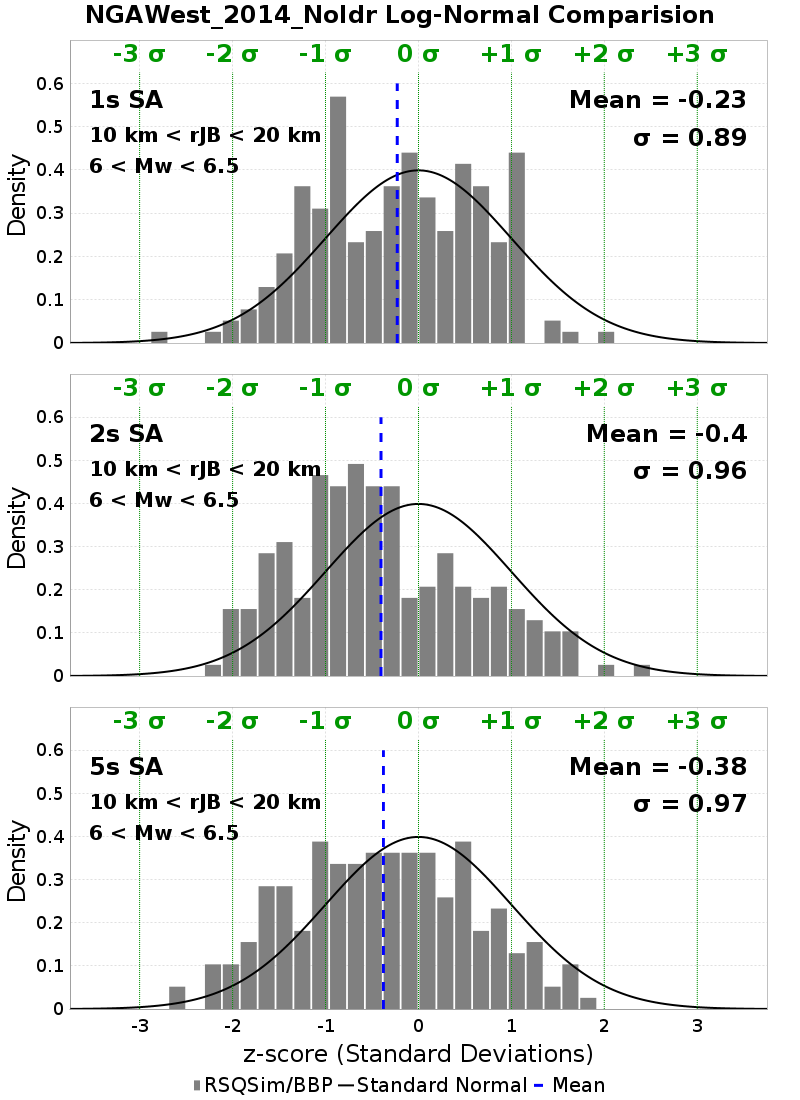 NGAWest_2014_NoIdr Log-Normal Comparision
-3 σ -2 σ -1 σ 0 σ +1 σ +2 σ +3 σ
1s SA
Mean = -0.23
10 km < rJB < 20 km
σ = 0.89
6 < Mw < 6.5
0.6
0.5
0.4
0.3
0.2
0.1
0
Density
-3 σ -2 σ -1 σ 0 σ +1 σ +2 σ +3 σ
2s SA
Mean = -0.4
10 km < rJB < 20 km
σ = 0.96
6 < Mw < 6.5
0.6
0.5
0.4
0.3
0.2
0.1
0
Density
-3 σ -2 σ -1 σ 0 σ +1 σ +2 σ +3 σ
5s SA
Mean = -0.38
10 km < rJB < 20 km
σ = 0.97
6 < Mw < 6.5
0.6
0.5
0.4
0.3
0.2
0.1
0
Density
-3 -2 -1 0 1 2 3
z-score (Standard Deviations)
RSQSim/BBP Standard Normal Mean